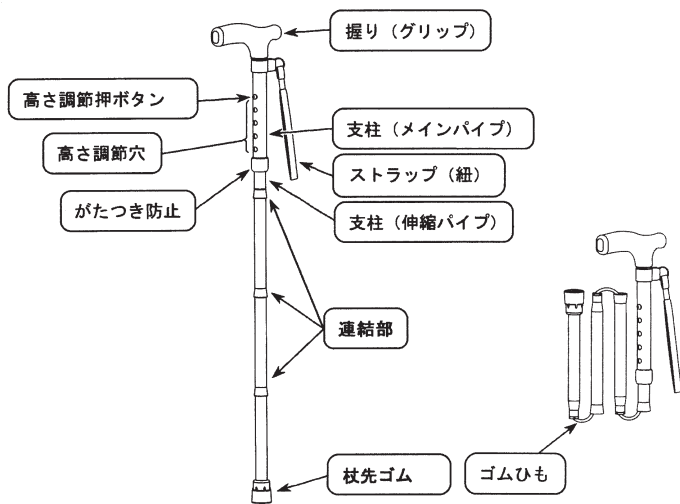 握り（グリップ）
高さ調節押ボタン
支柱（メインパイプ）
高さ調節穴
ストラップ（紐）
がたつき防止
支柱（伸縮パイプ）
連結部
杖先ゴム
ゴムひも